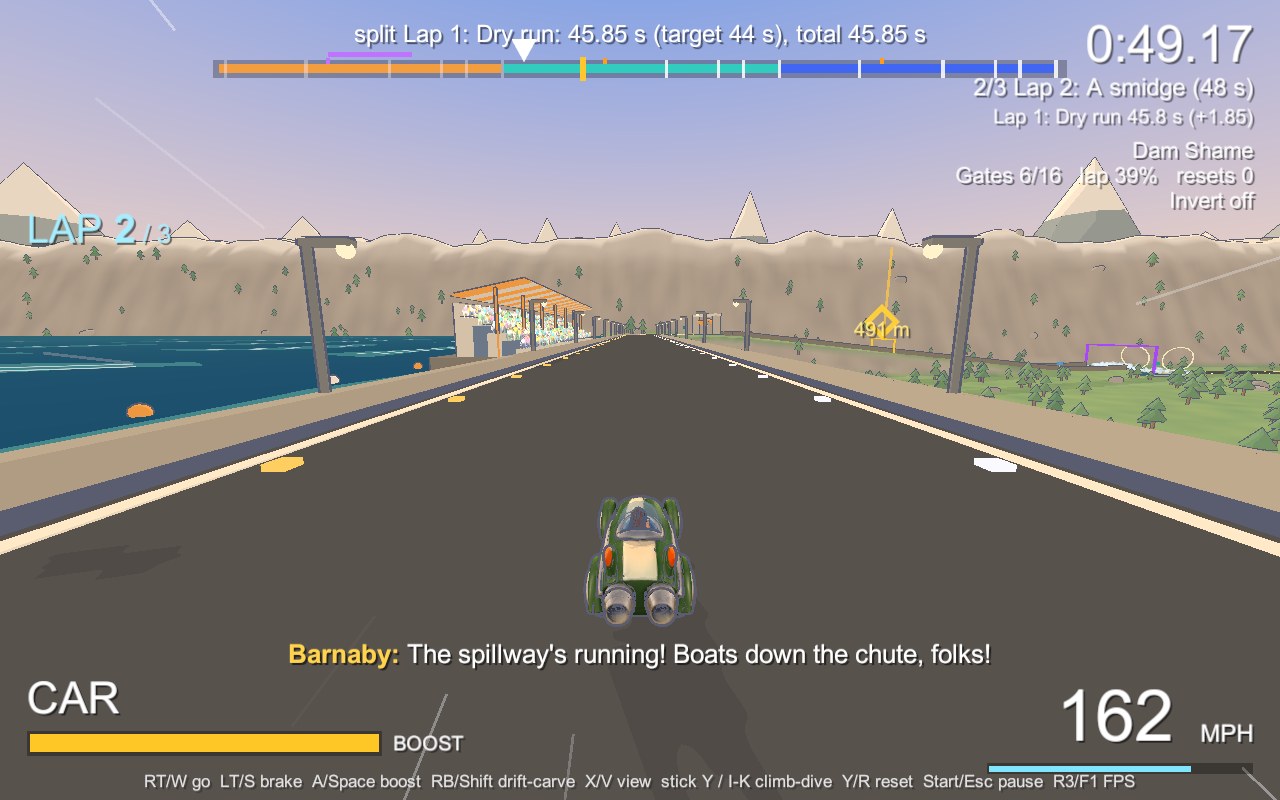 split Lap 1: Dry run: 45.85 s (target 44 s), total 45.85 s
0:49.17
2/3 Lap 2: A smidge (48 s)
Lap 1: Dry run 45.8 s (+1.85)
Dam Shame
Gates 6/16 lap 39% resets 0
Invert off
LAP 2 / 3
491 m
Barnaby: The spillway's running! Boats down the chute, folks!
CAR
BOOST
162 MPH
RT/W go LT/S brake A/Space boost RB/Shift drift-carve X/V view stick Y / I-K climb-dive Y/R reset Start/Esc pause R3/F1 FPS